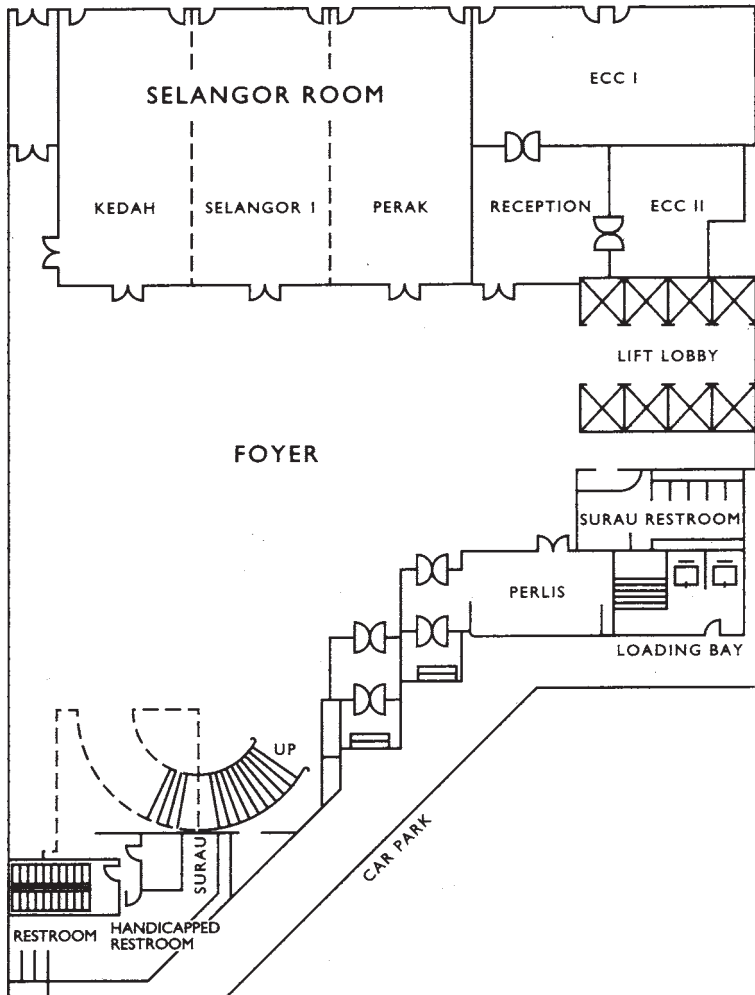 SELANGOR ROOM
ECC I
KEDAH
SELANGOR I
PERAK
RECEPTION
ECC II
LIFT LOBBY
FOYER
SURAU RESTROOM
PERLIS
LOADING BAY
UP
CAR PARK
SURAU
RESTROOM
HANDICAPPED
RESTROOM